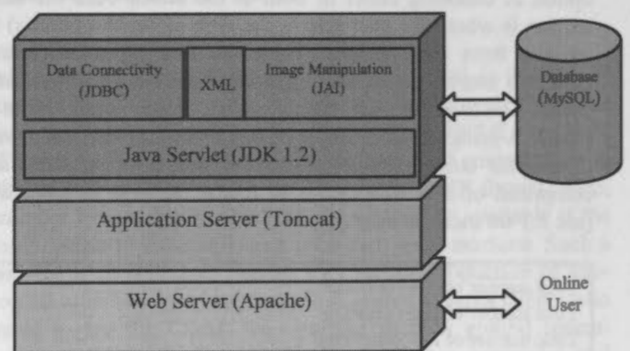 Data Connectivity
(JDBC)
XML
Image Manipulation
(JAI)
Java Servlet (JDK 1.2)
Application Server (Tomcat)
Web Server (Apache)
Database
(MySQL)
Online
User